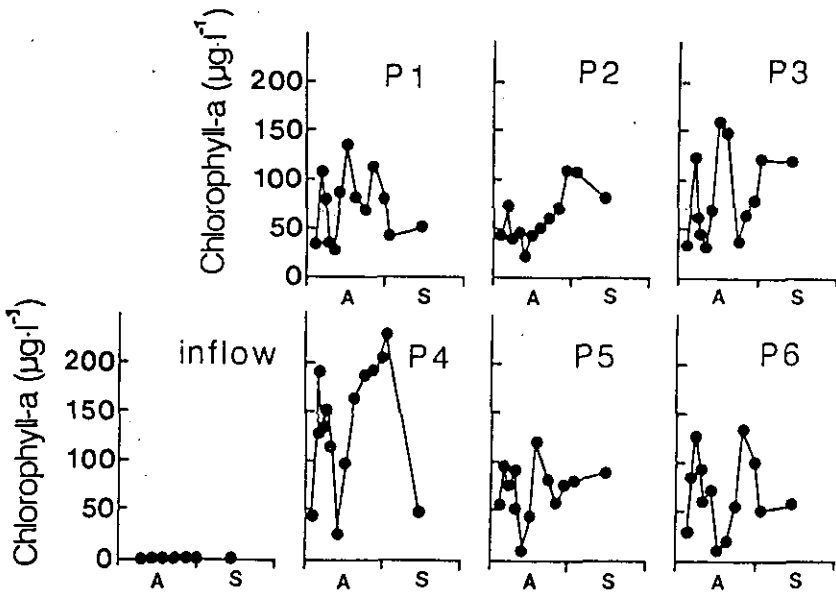 Chlorophyll-a (µg·l⁻¹)
200
150
100
50
0
P1
P2
P3
A
S
A
S
A
S
Chlorophyll-a (µg·l⁻¹)
200
150
100
50
0
inflow
P4
P5
P6
A
S
A
S
A
S
A
S